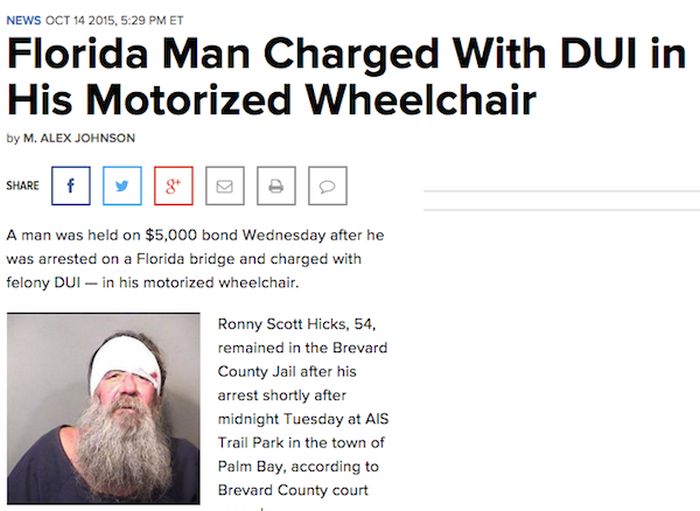 NEWS OCT 14 2015, 5:29 PM ET
Florida Man Charged With DUI in
His Motorized Wheelchair
by M. ALEX JOHNSON
SHARE f g+
A man was held on $5,000 bond Wednesday after he
was arrested on a Florida bridge and charged with
felony DUI — in his motorized wheelchair.
Ronny Scott Hicks, 54,
remained in the Brevard
County Jail after his
arrest shortly after
midnight Tuesday at AIS
Trail Park in the town of
Palm Bay, according to
Brevard County court